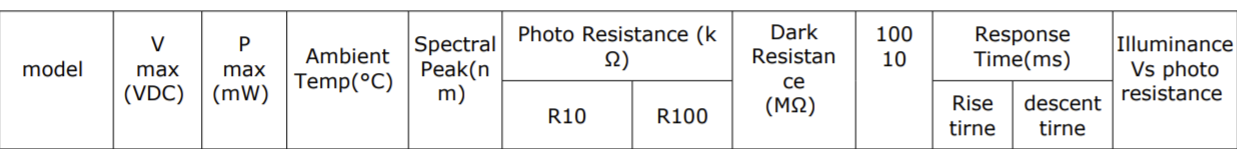 model
V
max
(VDC)
P
max
(mW)
Ambient
Temp(°C)
Spectral
Peak(n
m)
Photo Resistance (k
Ω)
R10
R100
Dark
Resistan
ce
(MΩ)
100
10
Response
Time(ms)
Rise
tirne
descent
tirne
Illuminance
Vs photo
resistance